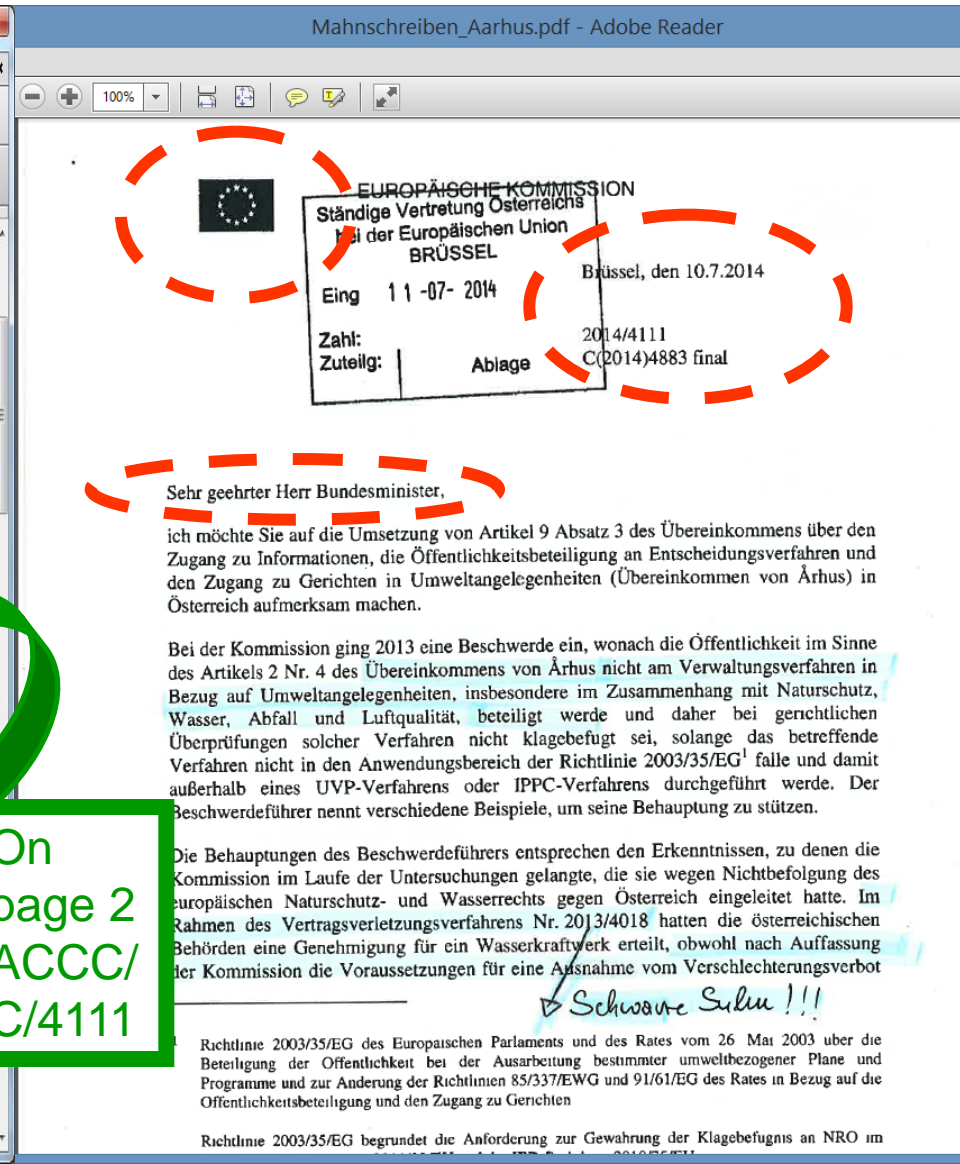 Mahnschreiben_Aarhus.pdf - Adobe Reader
100%
EUROPÄISCHE KOMMISSION
Ständige Vertretung Österreichs
bei der Europäischen Union
BRÜSSEL
Eing 11-07-2014
Zahl:
Zuteilg: Ablage
Brüssel, den 10.7.2014
2014/4111
C(2014)4883 final
Sehr geehrter Herr Bundesminister,
ich möchte Sie auf die Umsetzung von Artikel 9 Absatz 3 des Übereinkommens über den
Zugang zu Informationen, die Öffentlichkeitsbeteiligung an Entscheidungsverfahren und
den Zugang zu Gerichten in Umweltangelegenheiten (Übereinkommen von Århus) in
Österreich aufmerksam machen.
Bei der Kommission ging 2013 eine Beschwerde ein, wonach die Öffentlichkeit im Sinne
des Artikels 2 Nr. 4 des Übereinkommens von Århus nicht am Verwaltungsverfahren in
Bezug auf Umweltangelegenheiten, insbesondere im Zusammenhang mit Naturschutz,
Wasser, Abfall und Luftqualität, beteiligt werde und daher bei gerichtlichen
Überprüfungen solcher Verfahren nicht klagebefugt sei, solange das betreffende
Verfahren nicht in den Anwendungsbereich der Richtlinie 2003/35/EG¹ falle und damit
außerhalb eines UVP-Verfahrens oder IPPC-Verfahrens durchgeführt werde. Der
Beschwerdeführer nennt verschiedene Beispiele, um seine Behauptung zu stützen.
Die Behauptungen des Beschwerdeführers entsprechen den Erkenntnissen, zu denen die
Kommission im Laufe der Untersuchungen gelangte, die sie wegen Nichtbefolgung des
europäischen Naturschutz- und Wasserrechts gegen Österreich eingeleitet hatte. Im
Rahmen des Vertragsverletzungsverfahrens Nr. 2013/4018 hatten die österreichischen
Behörden eine Genehmigung für ein Wasserkraftwerk erteilt, obwohl nach Auffassung
der Kommission die Voraussetzungen für eine Ausnahme vom Verschlechterungsverbot
Schwarze Sulm!!!
On
page 2
ACCC/
C/4111
Richtlinie 2003/35/EG des Europaischen Parlaments und des Rates vom 26 Mai 2003 uber die
Beteiligung der Offentlichkeit bei der Ausarbeitung bestimmter umweltbezogener Plane und
Programme und zur Anderung der Richtlinien 85/337/EWG und 91/61/EG des Rates in Bezug auf die
Offentlichkeitsbeteiligung und den Zugang zu Gerichten
Richtlinie 2003/35/EG begrundet die Anforderung zur Gewahrung der Klagebefugnis an NRO im